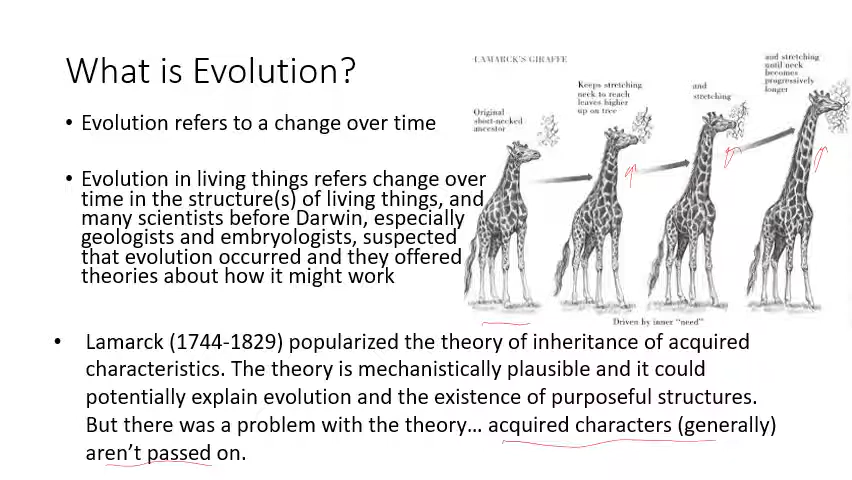 What is Evolution?
• Evolution refers to a change over time
• Evolution in living things refers change over
time in the structure(s) of living things, and
many scientists before Darwin, especially
geologists and embryologists, suspected
that evolution occurred and they offered
theories about how it might work
LAMARCK'S GIRAFFE
Original
short-necked
ancestor
Keeps stretching
neck to reach
leaves higher
up on tree
and
stretching
and stretching
until neck
becomes
progressively
longer
Driven by inner "need"
• Lamarck (1744-1829) popularized the theory of inheritance of acquired
characteristics. The theory is mechanistically plausible and it could
potentially explain evolution and the existence of purposeful structures.
But there was a problem with the theory... acquired characters (generally)
aren't passed on.